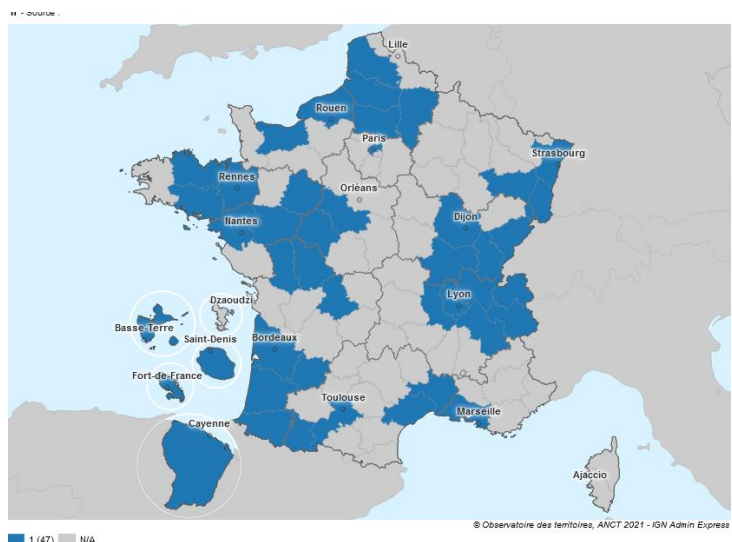 n - Source :
Lille
Rouen
Paris
Strasbourg
Rennes
Orléans
Nantes
Dijon
Dzaoudzi
Lyon
Basse-Terre
Saint-Denis
Bordeaux
Fort-de-France
Toulouse
Marseille
Cayenne
Ajaccio
© Observatoire des territoires, ANCT 2021 - IGN Admin Express
1 (47) N/A